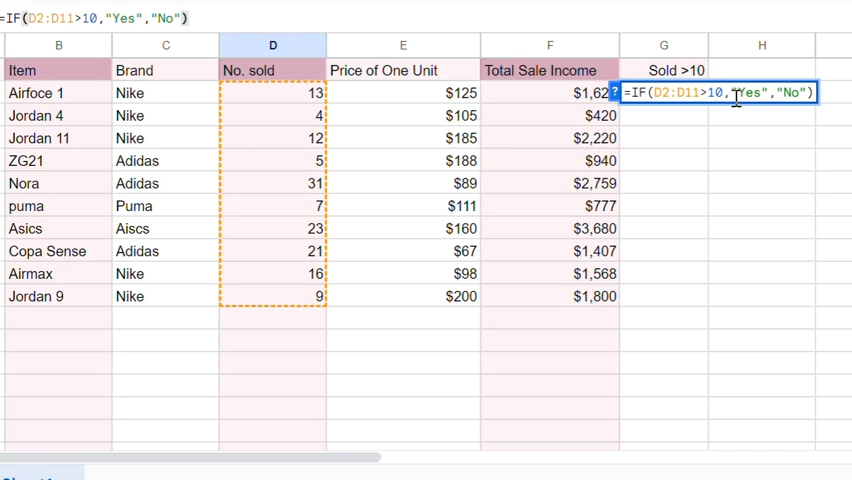 =IF(D2:D11>10,"Yes","No")
B C D E F G H
Item Brand No. sold Price of One Unit Total Sale Income Sold >10
Airfoce 1 Nike 13 $125 $1,62 ? =IF(D2:D11>10,"Yes","No")
Jordan 4 Nike 4 $105 $420
Jordan 11 Nike 12 $185 $2,220
ZG21 Adidas 5 $188 $940
Nora Adidas 31 $89 $2,759
puma Puma 7 $111 $777
Asics Aiscs 23 $160 $3,680
Copa Sense Adidas 21 $67 $1,407
Airmax Nike 16 $98 $1,568
Jordan 9 Nike 9 $200 $1,800